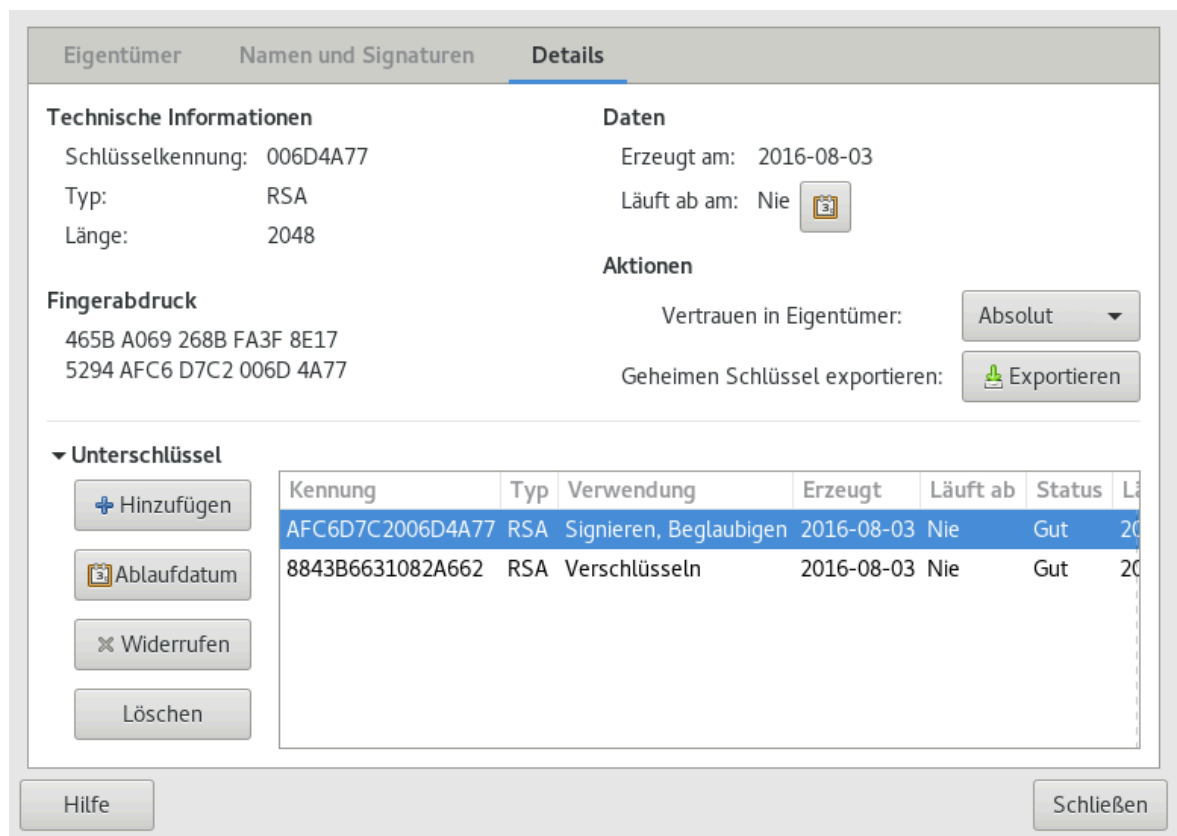 Eigentümer Namen und Signaturen Details
Technische Informationen
Schlüsselkennung: 006D4A77
Typ: RSA
Länge: 2048
Fingerabdruck
465B A069 268B FA3F 8E17
5294 AFC6 D7C2 006D 4A77
Daten
Erzeugt am: 2016-08-03
Läuft ab am: Nie
Aktionen
Vertrauen in Eigentümer: Absolut
Geheimen Schlüssel exportieren: Exportieren
Unterschlüssel
Hinzufügen
Ablaufdatum
Widerrufen
Löschen
Kennung Typ Verwendung Erzeugt Läuft ab Status
AFC6D7C2006D4A77 RSA Signieren, Beglaubigen 2016-08-03 Nie Gut
8843B6631082A662 RSA Verschlüsseln 2016-08-03 Nie Gut
Hilfe Schließen